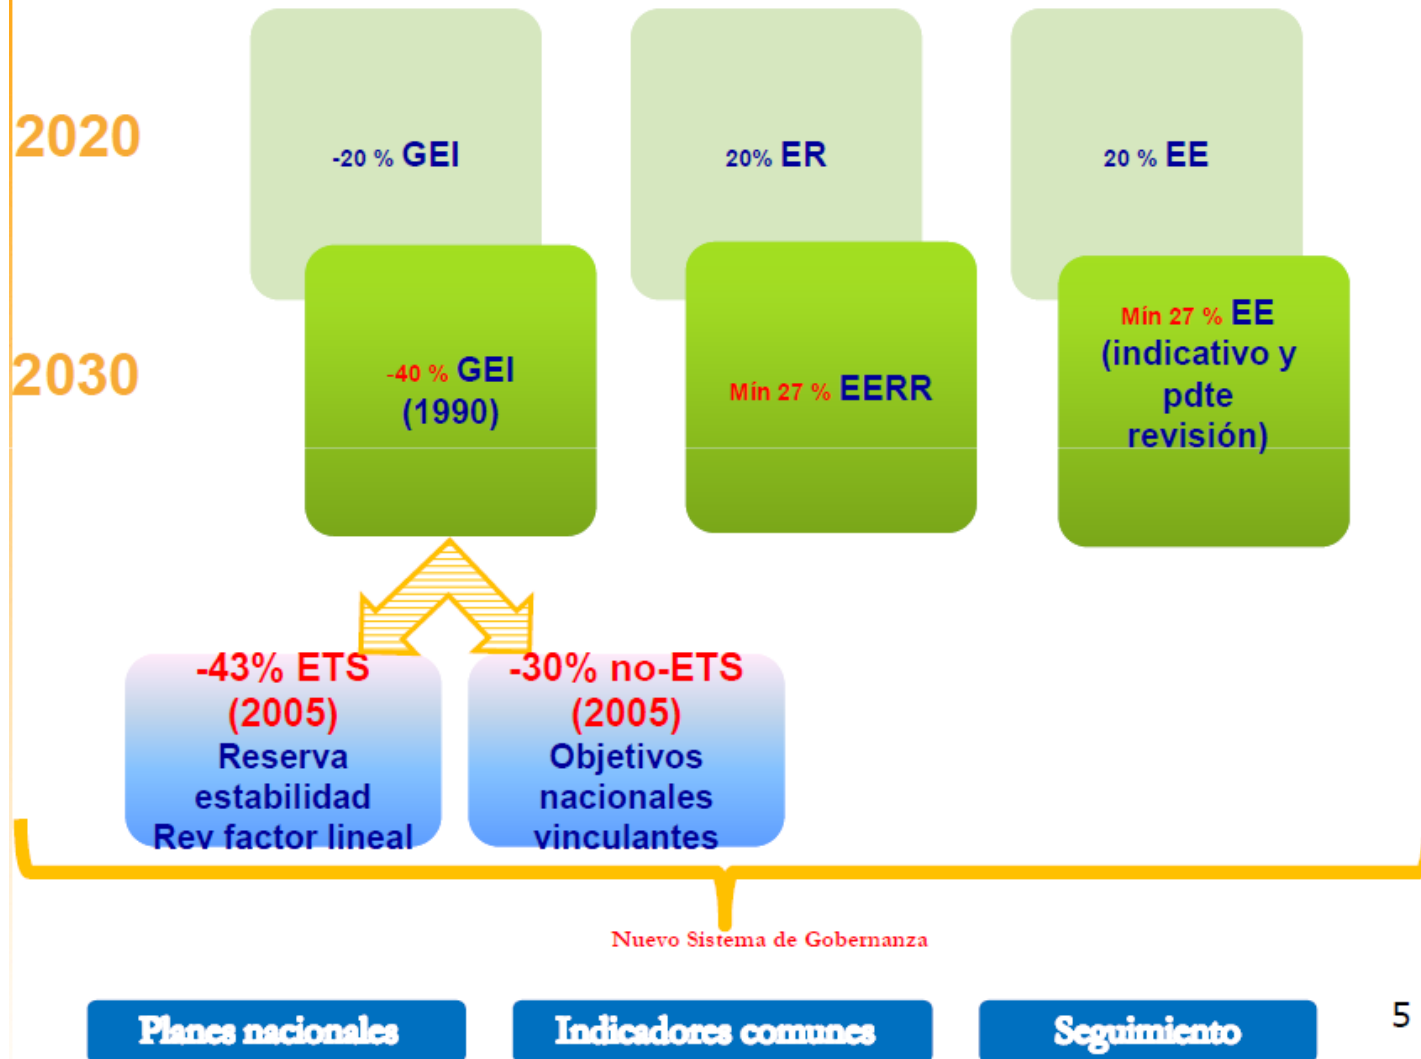 2020
-20 % GEI
20% ER
20 % EE
2030
-40 % GEI
(1990)
Mín 27 % EERR
Mín 27 % EE
(indicativo y
pdte
revisión)
-43% ETS
(2005)
Reserva
estabilidad
Rev factor lineal
-30% no-ETS
(2005)
Objetivos
nacionales
vinculantes
Nuevo Sistema de Gobernanza
Planes nacionales
Indicadores comunes
Seguimiento
5